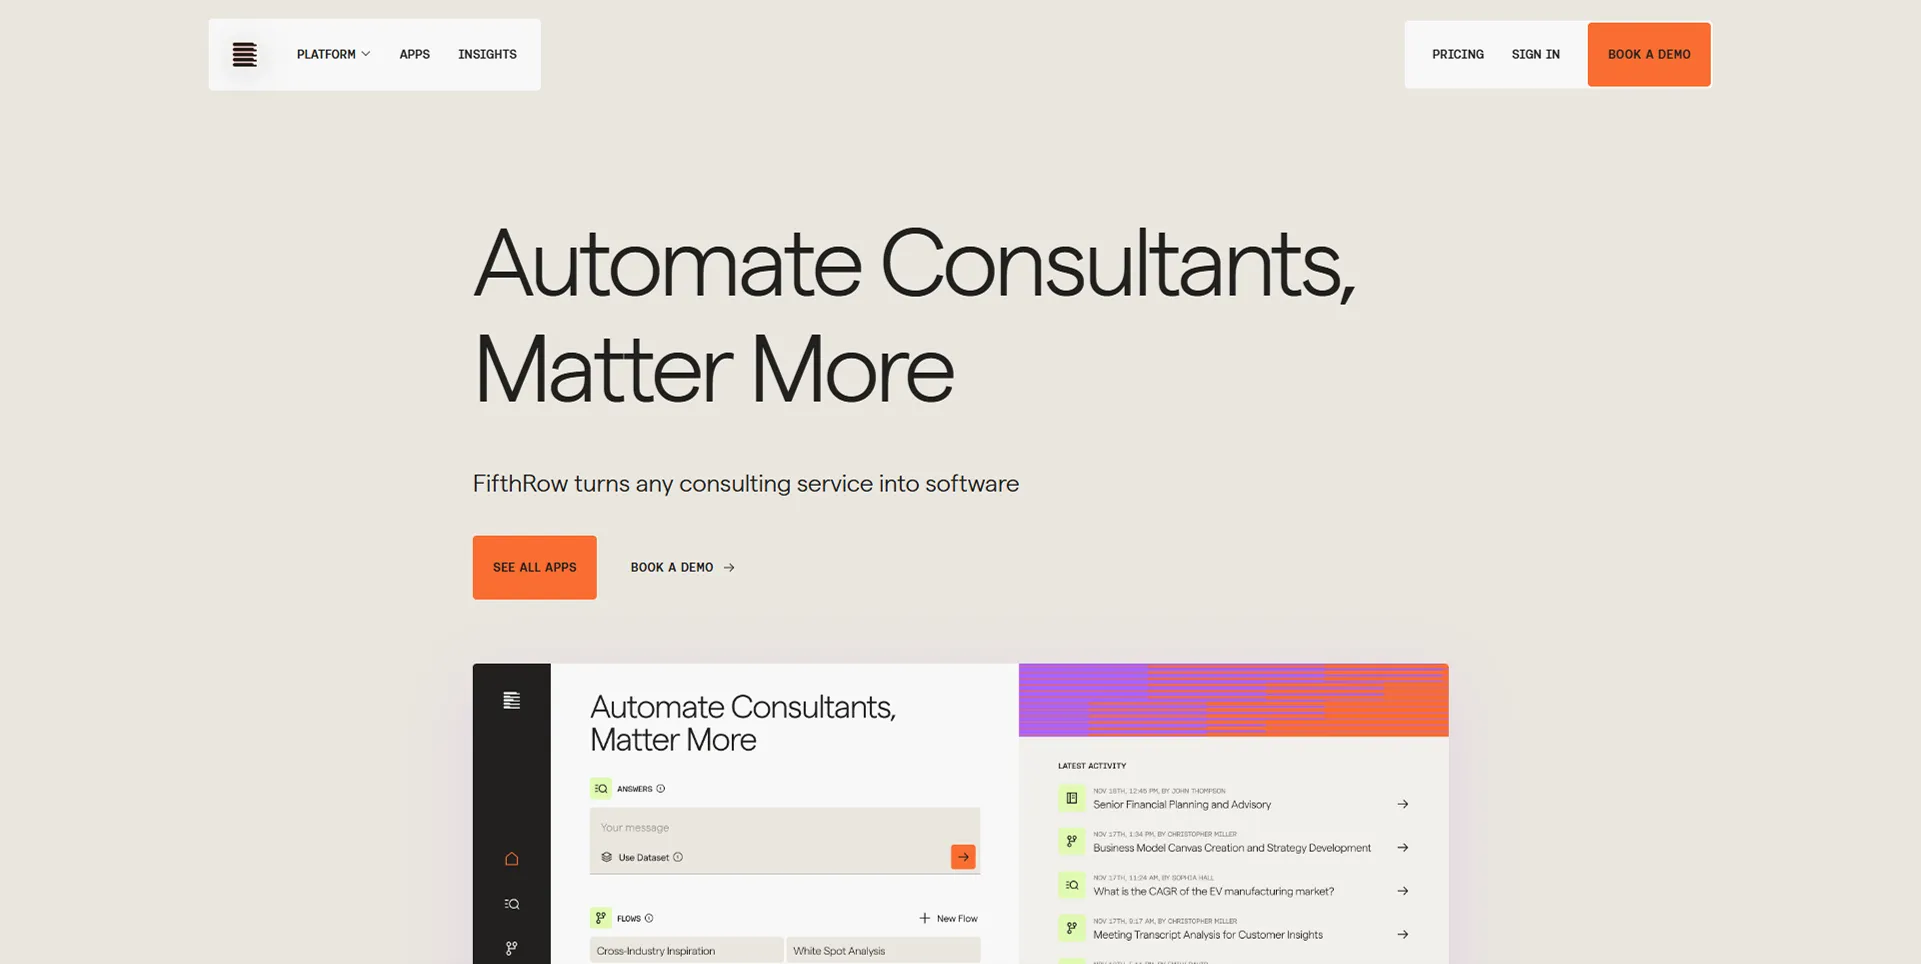 PLATFORM
APPS
INSIGHTS
PRICING
SIGN IN
BOOK A DEMO
Automate Consultants,
Matter More
FifthRow turns any consulting service into software
SEE ALL APPS
BOOK A DEMO
Automate Consultants,
Matter More
ANSWERS
Your message
Use Dataset
FLOWS
New Flow
Cross-Industry Inspiration
White Spot Analysis
LATEST ACTIVITY
NOV 18TH, 12:45 PM, BY JOHN THOMPSON
Senior Financial Planning and Advisory
NOV 17TH, 1:34 PM, BY CHRISTOPHER MILLER
Business Model Canvas Creation and Strategy Development
NOV 17TH, 11:24 AM, BY SOPHIA HALL
What is the CAGR of the EV manufacturing market?
NOV 17TH, 9:17 AM, BY CHRISTOPHER MILLER
Meeting Transcript Analysis for Customer Insights